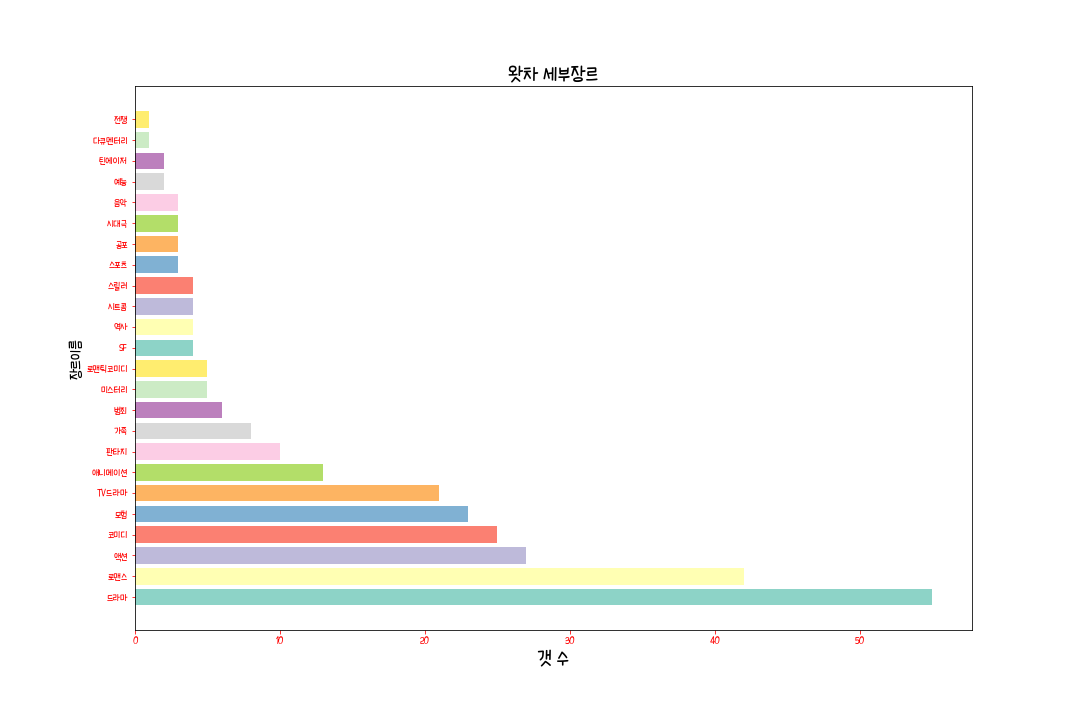 왓챠 세부장르
전쟁
다큐멘터리
틴에이저
예능
음악
시대극
공포
스포츠
스릴러
시트콤
역사
SF
로맨틱코미디
미스터리
범죄
가족
판타지
애니메이션
TV드라마
모험
코미디
액션
로맨스
드라마
장르이름
0 10 20 30 40 50
갯 수